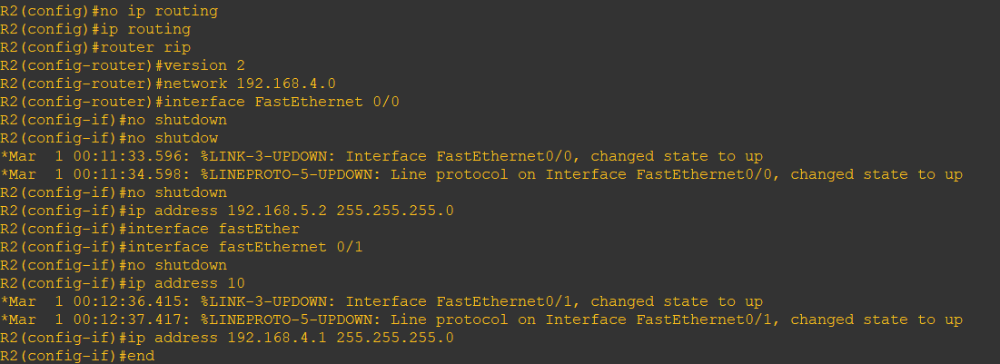 R2(config)#no ip routing
R2(config)#ip routing
R2(config)#router rip
R2(config-router)#version 2
R2(config-router)#network 192.168.4.0
R2(config-router)#interface FastEthernet 0/0
R2(config-if)#no shutdown
R2(config-if)#no shutdow
*Mar  1 00:11:33.596: %LINK-3-UPDOWN: Interface FastEthernet0/0, changed state to up
*Mar  1 00:11:34.598: %LINEPROTO-5-UPDOWN: Line protocol on Interface FastEthernet0/0, changed state to up
R2(config-if)#no shutdown
R2(config-if)#ip address 192.168.5.2 255.255.255.0
R2(config-if)#interface fastEther
R2(config-if)#interface fastEthernet 0/1
R2(config-if)#no shutdown
R2(config-if)#ip address 10
*Mar  1 00:12:36.415: %LINK-3-UPDOWN: Interface FastEthernet0/1, changed state to up
*Mar  1 00:12:37.417: %LINEPROTO-5-UPDOWN: Line protocol on Interface FastEthernet0/1, changed state to up
R2(config-if)#ip address 192.168.4.1 255.255.255.0
R2(config-if)#end